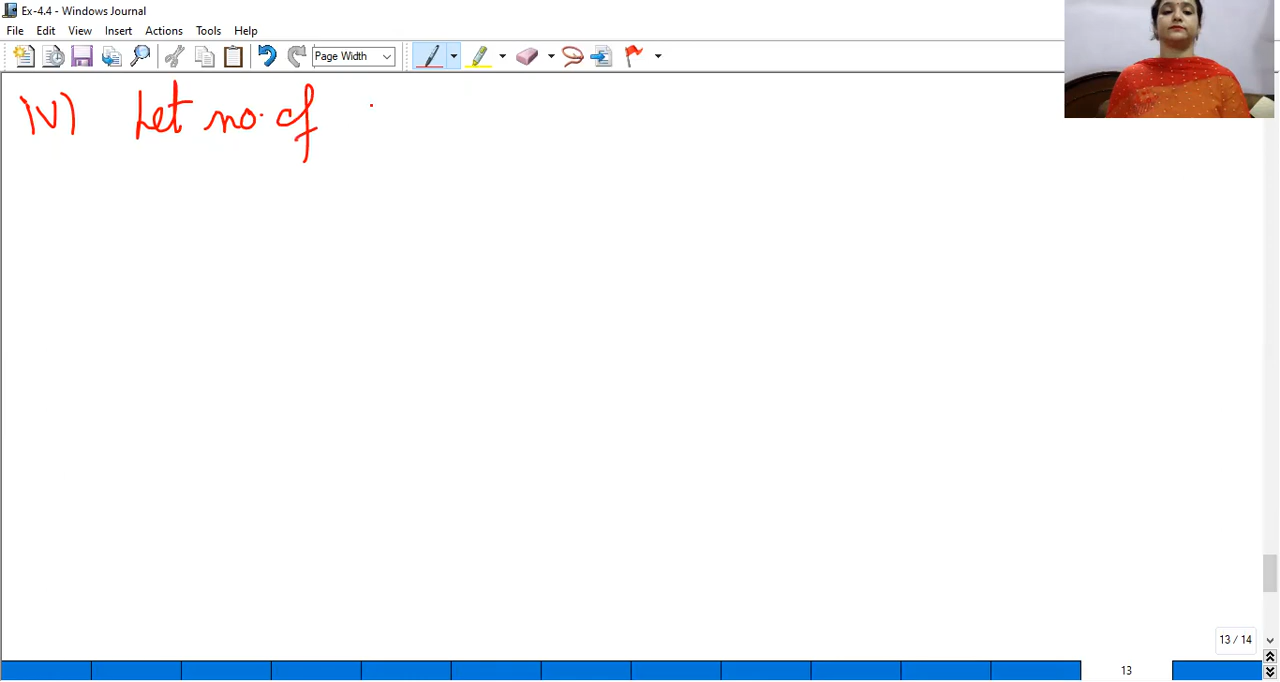 Ex-4.4 - Windows Journal
File Edit View Insert Actions Tools Help
Page Width
IV) Let no. of
13 / 14
13